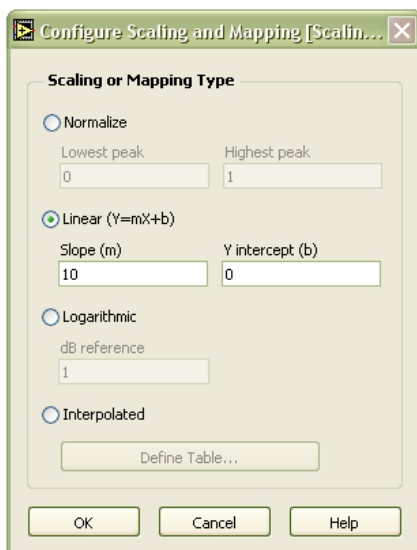 Configure Scaling and Mapping [Scalin...
Scaling or Mapping Type
Normalize
Lowest peak Highest peak
0 1
Linear (Y=mX+b)
Slope (m) Y intercept (b)
10 0
Logarithmic
dB reference
1
Interpolated
Define Table...
OK Cancel Help